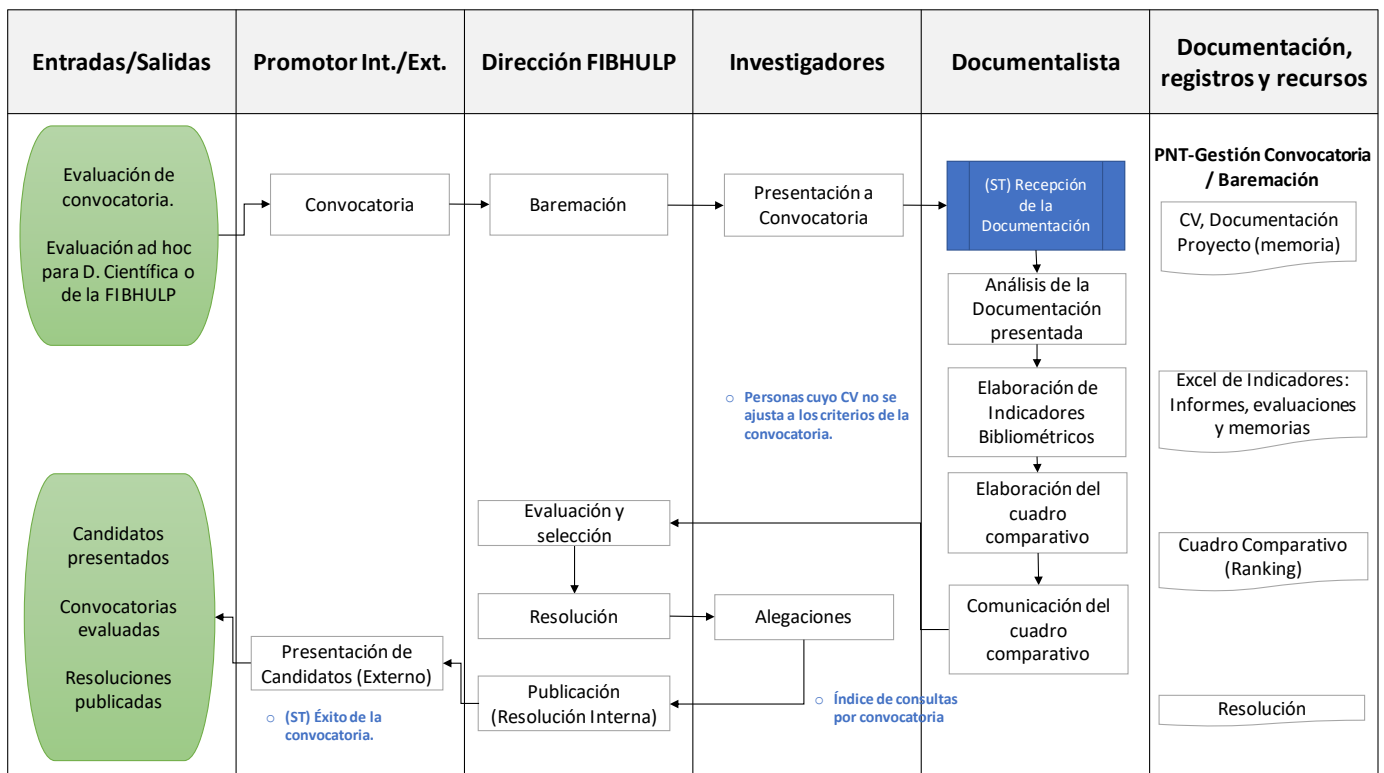 Entradas/Salidas
Promotor Int./Ext.
Dirección FIBHULP
Investigadores
Documentalista
Documentación,
registros y recursos
Evaluación de
convocatoria.
Evaluación ad hoc
para D. Científica o
de la FIBHULP
Convocatoria
Baremación
Presentación a
Convocatoria
(ST) Recepción
de la
Documentación
PNT-Gestión Convocatoria
/ Baremación
CV, Documentación
Proyecto (memoria)
Análisis de la
Documentación
presentada
Personas cuyo CV no se
ajusta a los criterios de la
convocatoria.
Elaboración de
Indicadores
Bibliométricos
Excel de Indicadores:
Informes, evaluaciones
y memorias
Candidatos
presentados
Convocatorias
evaluadas
Resoluciones
publicadas
Evaluación y
selección
Elaboración del
cuadro
comparativo
Cuadro Comparativo
(Ranking)
Resolución
Alegaciones
Comunicación del
cuadro
comparativo
Presentación de
Candidatos (Externo)
Publicación
(Resolución Interna)
(ST) Éxito de la
convocatoria.
Índice de consultas
por convocatoria
Resolución